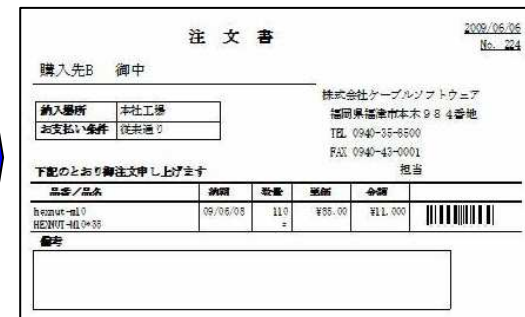 注 文 書
2009/06/06
No. 224
購入先B 御中
株式会社ケーブルソフトウェア
福岡県福津市本木984番地
TEL 0940-35-6500
FAX 0940-43-0001
担当
納入場所 本社工場
お支払い条件 従来通り
下記のとおり御注文申し上げます
品番/品名 納期 数量 単価 金額
hexnut-m10 09/06/08 110 ¥11,000
HEXNUT-M10*35
備考